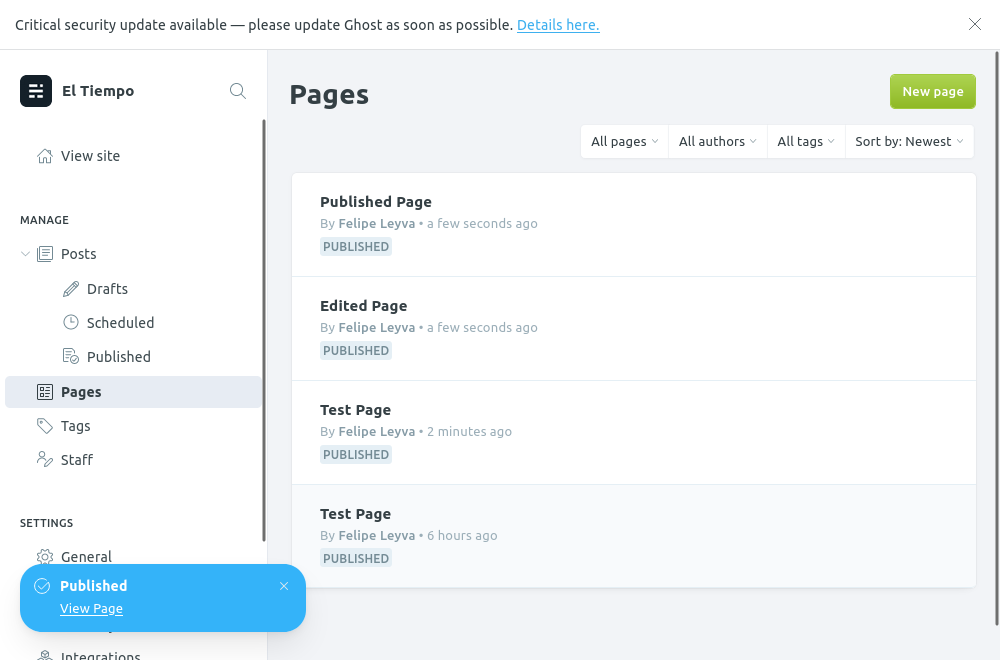 Critical security update available — please update Ghost as soon as possible. Details here.
El Tiempo
View site
MANAGE
Posts
Drafts
Scheduled
Published
Pages
Tags
Staff
SETTINGS
General
Integrations
Published
View Page
Pages
New page
All pages
All authors
All tags
Sort by: Newest
Published Page
By Felipe Leyva • a few seconds ago
PUBLISHED
Edited Page
By Felipe Leyva • a few seconds ago
PUBLISHED
Test Page
By Felipe Leyva • 2 minutes ago
PUBLISHED
Test Page
By Felipe Leyva • 6 hours ago
PUBLISHED